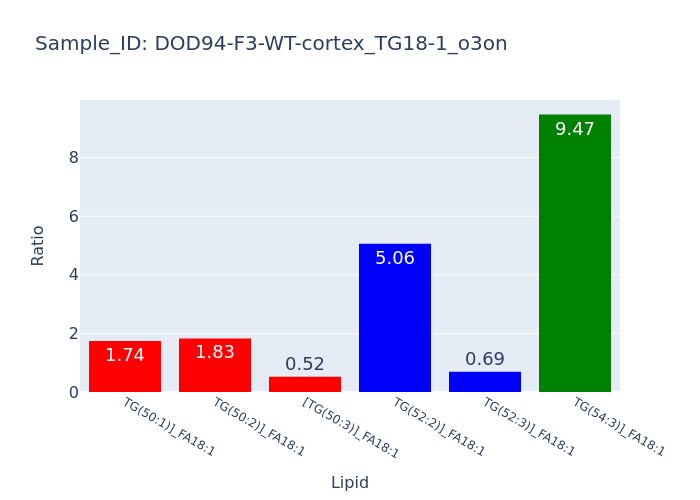 Sample_ID: DOD94-F3-WT-cortex_TG18-1_o3on
Ratio
8
6
4
2
0
1.74
1.83
0.52
5.06
0.69
9.47
TG(50:1)]_FA18:1
TG(50:2)]_FA18:1
[TG(50:3)]_FA18:1
TG(52:2)]_FA18:1
TG(52:3)]_FA18:1
TG(54:3)]_FA18:1
Lipid